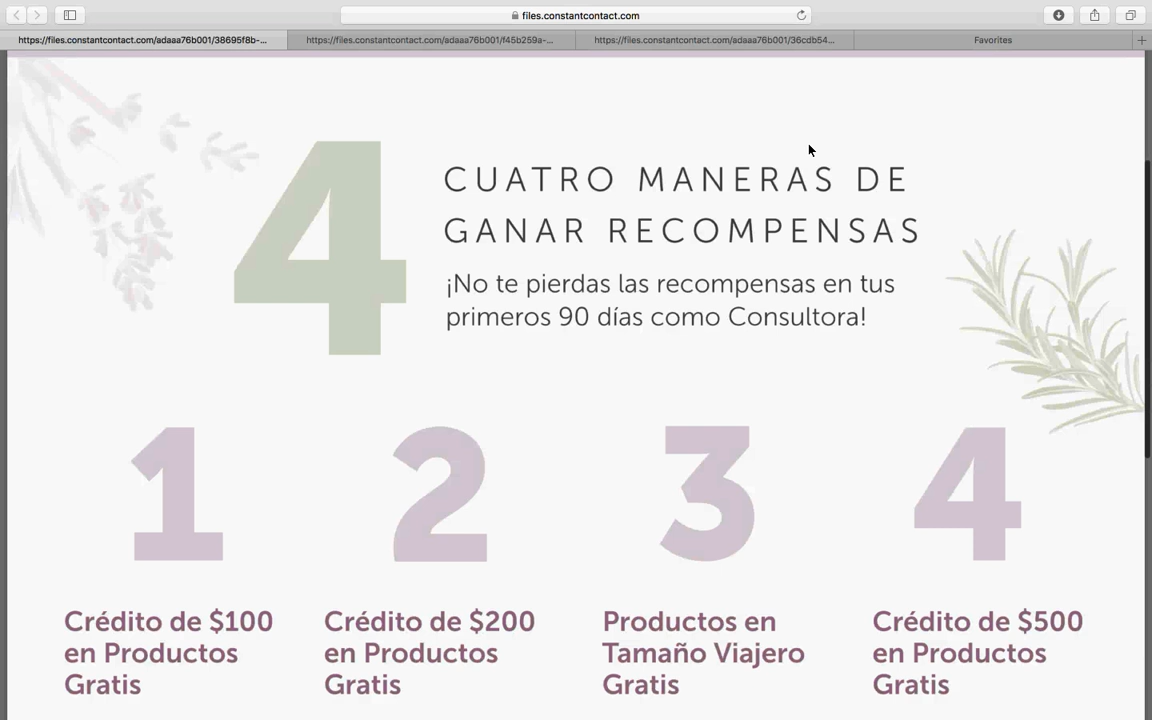 files.constantcontact.com
https://files.constantcontact.com/adaaa76b001/38695f8b-...
https://files.constantcontact.com/adaaa76b001/f45b259a-...
https://files.constantcontact.com/adaaa76b001/36cdb54...
Favorites
4
CUATRO MANERAS DE
GANAR RECOMPENSAS
¡No te pierdas las recompensas en tus
primeros 90 días como Consultora!
1
Crédito de $100
en Productos
Gratis
2
Crédito de $200
en Productos
Gratis
3
Productos en
Tamaño Viajero
Gratis
4
Crédito de $500
en Productos
Gratis